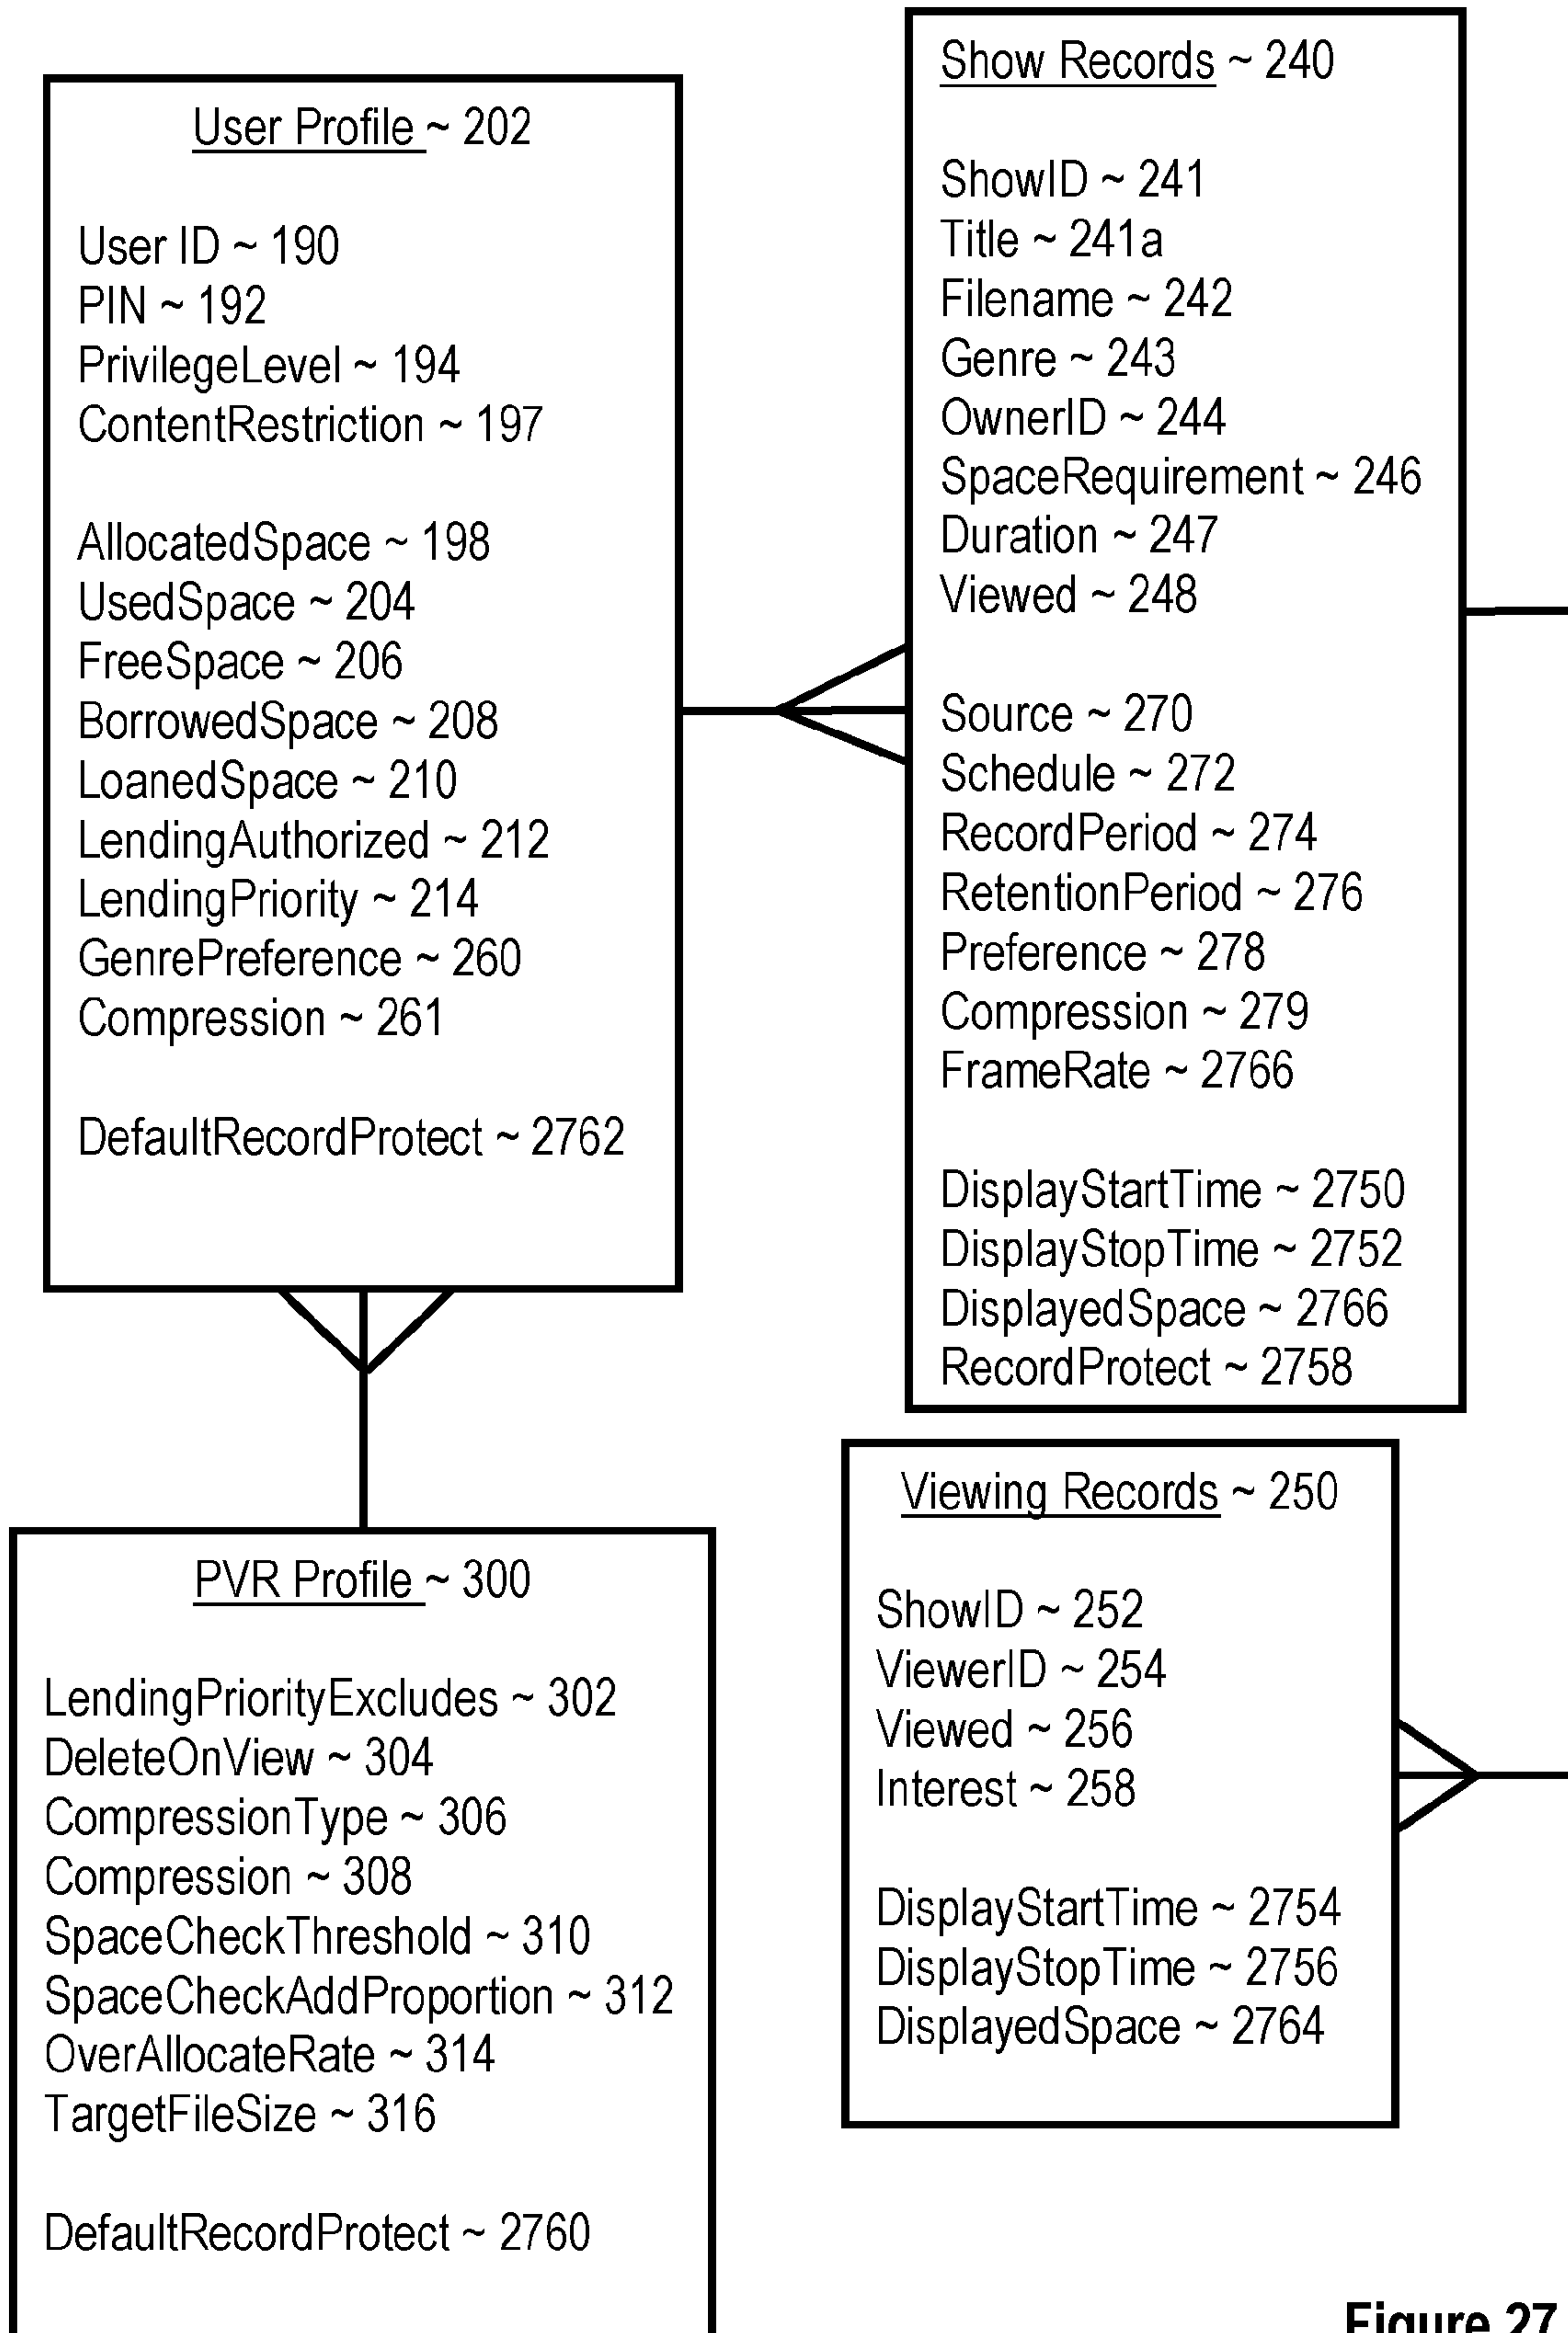 User Profile ~ 202
User ID ~ 190
PIN ~ 192
PrivilegeLevel ~ 194
ContentRestriction ~ 197
AllocatedSpace ~ 198
UsedSpace ~ 204
FreeSpace ~ 206
BorrowedSpace ~ 208
LoanedSpace ~ 210
LendingAuthorized ~ 212
LendingPriority ~ 214
GenrePreference ~ 260
Compression ~ 261
DefaultRecordProtect ~ 2762
Show Records ~ 240
ShowID ~ 241
Title ~ 241a
Filename ~ 242
Genre ~ 243
OwnerID ~ 244
SpaceRequirement ~ 246
Duration ~ 247
Viewed ~ 248
Source ~ 270
Schedule ~ 272
RecordPeriod ~ 274
RetentionPeriod ~ 276
Preference ~ 278
Compression ~ 279
FrameRate ~ 2766
DisplayStartTime ~ 2750
DisplayStopTime ~ 2752
DisplayedSpace ~ 2766
RecordProtect ~ 2758
PVR Profile ~ 300
LendingPriorityExcludes ~ 302
DeleteOnView ~ 304
CompressionType ~ 306
Compression ~ 308
SpaceCheckThreshold ~ 310
SpaceCheckAddProportion ~ 312
OverAllocateRate ~ 314
TargetFileSize ~ 316
DefaultRecordProtect ~ 2760
Viewing Records ~ 250
ShowID ~ 252
ViewerID ~ 254
Viewed ~ 256
Interest ~ 258
DisplayStartTime ~ 2754
DisplayStopTime ~ 2756
DisplayedSpace ~ 2764
Figure 27